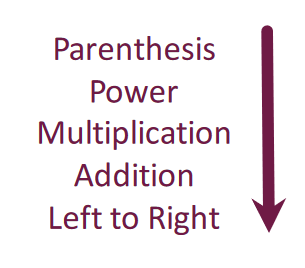 Parenthesis
Power
Multiplication
Addition
Left to Right